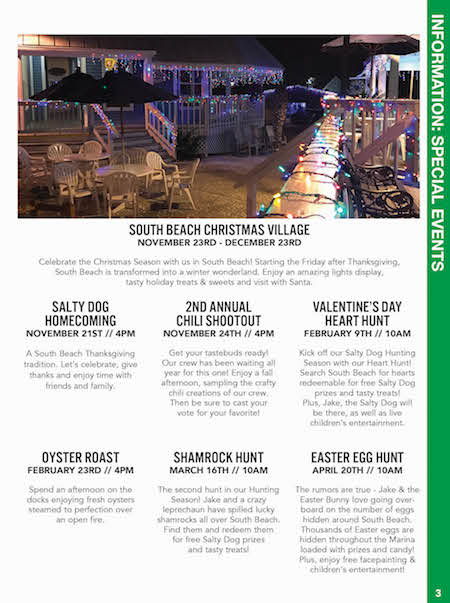 INFORMATION: SPECIAL EVENTS
SOUTH BEACH CHRISTMAS VILLAGE
NOVEMBER 23RD - DECEMBER 23RD
Celebrate the Christmas Season with us in South Beach! Starting the Friday after Thanksgiving,
South Beach is transformed into a winter wonderland. Enjoy an amazing lights display,
tasty holiday treats & sweets and visit with Santa.
SALTY DOG
HOMECOMING
NOVEMBER 21ST // 4PM
A South Beach Thanksgiving
tradition. Let's celebrate, give
thanks and enjoy time with
friends and family.
2ND ANNUAL
CHILI SHOOTOUT
NOVEMBER 24TH // 4PM
Get your tastebuds ready!
Our crew has been waiting all
year for this one! Enjoy a fall
afternoon, sampling the crafty
chili creations of our crew.
Then be sure to cast your
vote for your favorite!
VALENTINE'S DAY
HEART HUNT
FEBRUARY 9TH // 10AM
Kick off our Salty Dog Hunting
Season with our Heart Hunt!
Search South Beach for hearts
redeemable for free Salty Dog
prizes and tasty treats!
Plus, Jake, the Salty Dog will
be there, as well as live
children's entertainment.
OYSTER ROAST
FEBRUARY 23RD // 4PM
Spend an afternoon on the
docks enjoying fresh oysters
steamed to perfection over
an open fire.
SHAMROCK HUNT
MARCH 16TH // 10AM
The second hunt in our Hunting
Season! Jake and a crazy
leprechaun have spilled lucky
shamrocks all over South Beach.
Find them and redeem them
for free Salty Dog prizes
and tasty treats!
EASTER EGG HUNT
APRIL 20TH // 10AM
The rumors are true - Jake & the
Easter Bunny love going over-
board on the number of eggs
hidden around South Beach.
Thousands of Easter eggs are
hidden throughout the Marina
loaded with prizes and candy!
Plus, enjoy free facepainting &
children's entertainment!
3